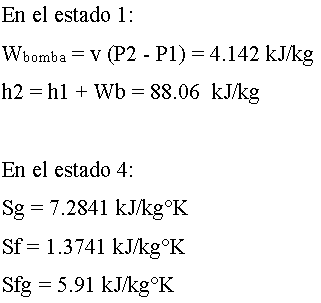 En el estado 1:
Wbomba = v (P2 - P1) = 4.142 kJ/kg
h2 = h1 + Wb = 88.06 kJ/kg
En el estado 4:
Sg = 7.2841 kJ/kg°K
Sf = 1.3741 kJ/kg°K
Sfg = 5.91 kJ/kg°K